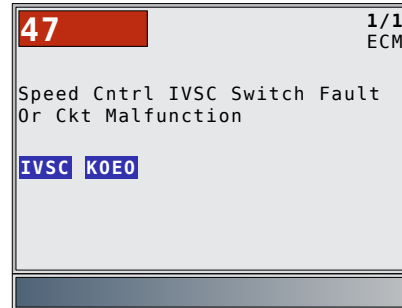 47 1/1
ECM
Speed Cntrl IVSC Switch Fault
Or Ckt Malfunction
IVSC KOEO